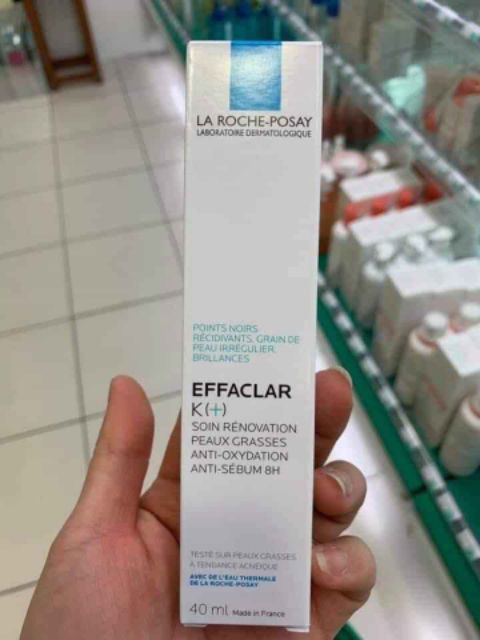 LA ROCHE-POSAY
LABORATOIRE DERMATOLOGIQUE
POINTS NOIRS
RÉCIDIVANTS, GRAIN DE
PEAU IRRÉGULIER,
BRILLANCES
EFFACLAR
K(+)
SOIN RÉNOVATION
PEAUX GRASSES
ANTI-OXYDATION
ANTI-SÉBUM 8H
TESTÉ SUR PEAUX GRASSES
À TENDANCE ACNÉIQUE
AVEC DE L'EAU THERMALE
DE LA ROCHE-POSAY
40 ml Made in France